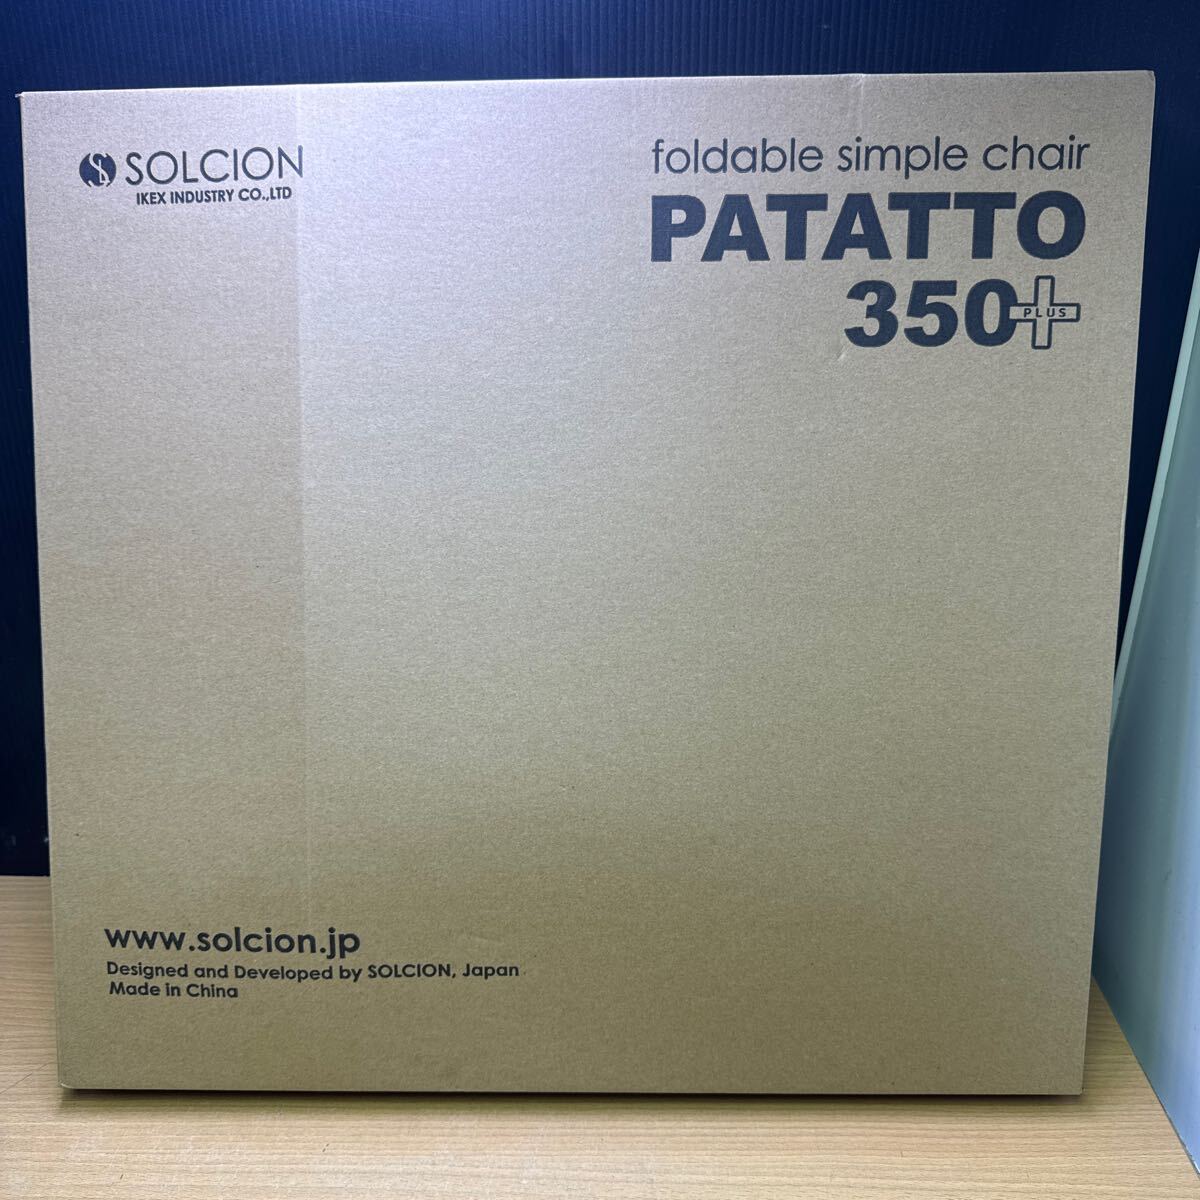 SOLCION
IKEX INDUSTRY CO.,LTD
foldable simple chair
PATATTO
350+
PLUS
www.solcion.jp
Designed and Developed by SOLCION, Japan
Made in China